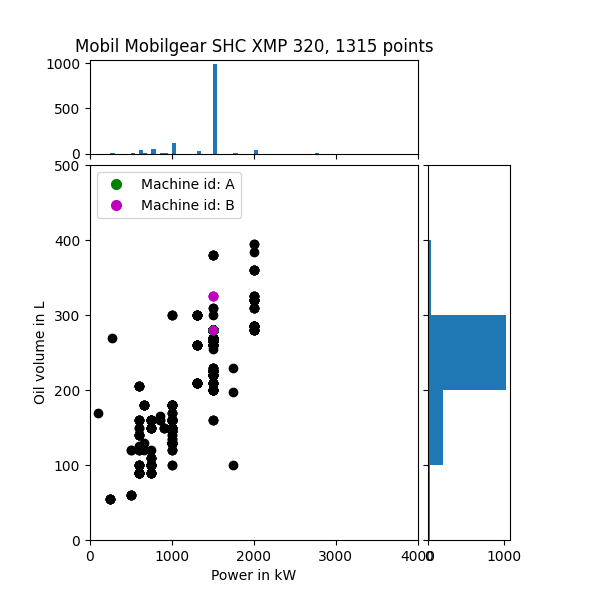 Mobil Mobilgear SHC XMP 320, 1315 points
1000
500
0
500
400
300
200
100
0
Oil volume in L
Machine id: A
Machine id: B
0 1000 2000 3000 4000
0 1000
Power in kW